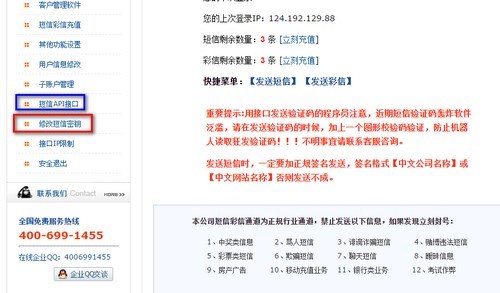 客户管理软件
短信彩信充值
其他功能设置
用户信息修改
子账户管理
短信API接口
修改短信密钥
接口IP限制
安全退出
联系我们 Contact MORE >>
全国免费服务热线
400-699-1455
在线企业QQ: 4006991455
企业QQ交谈
您的上次登录IP: 124.192.129.88
短信剩余数量: 3 条 [立刻充值]
彩信剩余数量: 3 条 [立刻充值]
快捷菜单: 【发送短信】 【发送彩信】
重要提示:用接口发送验证码的程序员注意,近期短信验证码轰炸软件
泛滥,请在发送验证码的时候,加上一个图形校验码验证,防止机器
人读取狂发验证码!!!不明事宜请联系客服咨询。
发送短信时,一定要加正规签名发送,签名格式【中文公司名称】或
【中文网站名称】否则发送不成。
本公司短信彩信通道为正规行业通道,禁止发送以下信息,如果发现立刻封号:
1、中奖类信息 2、骂人短信 3、诽谤诈骗短信 4、赌博违法短信
5、彩票类短信 6、欺骗短信 7、聊天短信 8、暧昧信息
9、房产广告 10、移动充值业务 11、银行类业务 12、考试作弊